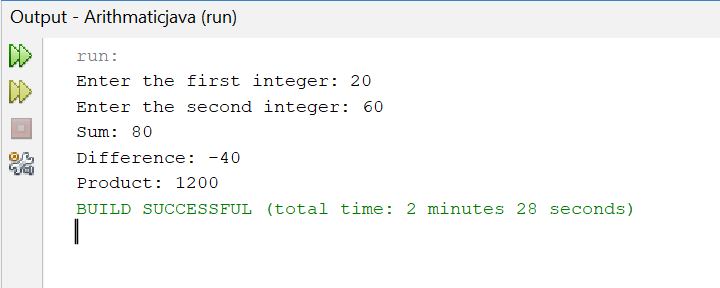 Output - Arithmaticjava (run)
run:
Enter the first integer: 20
Enter the second integer: 60
Sum: 80
Difference: -40
Product: 1200
BUILD SUCCESSFUL (total time: 2 minutes 28 seconds)